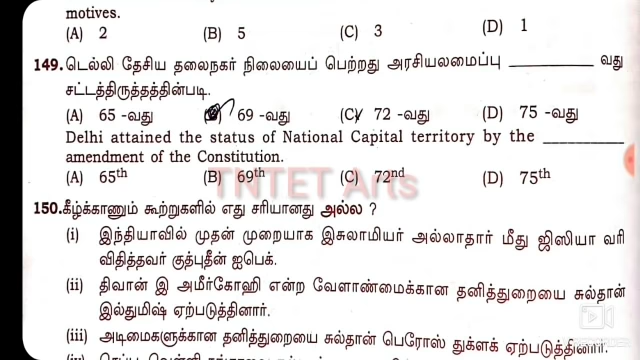 motives.
(A) 2 (B) 5 (C) 3 (D) 1
149. டெல்லி தேசிய தலைநகர் நிலையைப் பெற்றது அரசியலமைப்பு __________ வது
சட்டத்திருத்தத்தின்படி.
(A) 65 -வது (B) 69 -வது (C) 72 -வது (D) 75 -வது
Delhi attained the status of National Capital territory by the __________
amendment of the Constitution.
(A) 65th (B) 69th (C) 72nd (D) 75th
TNTET Arts
150. கீழ்க்காணும் கூற்றுகளில் எது சரியானது அல்ல ?
(i) இந்தியாவில் முதன் முறையாக இசுலாமியர் அல்லாதார் மீது ஜிஸியா வரி
விதித்தவர் குத்புதீன் ஐபெக்.
(ii) திவான் இ அமீர்கோஹி என்ற வேளாண்மைக்கான தனித்துறையை சுல்தான்
இல்துமிஷ் ஏற்படுத்தினார்.
(iii) அடிமைகளுக்கான தனித்துறையை சுல்தான் பெரோஸ் துக்ளக் ஏற்படுத்தினார்.